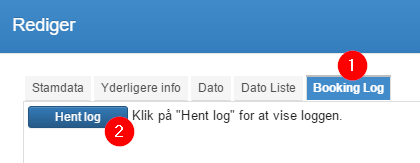 Rediger
1
Stamdata Yderligere info Dato Dato Liste Booking Log
Hent log Klik på "Hent log" for at vise loggen.
2